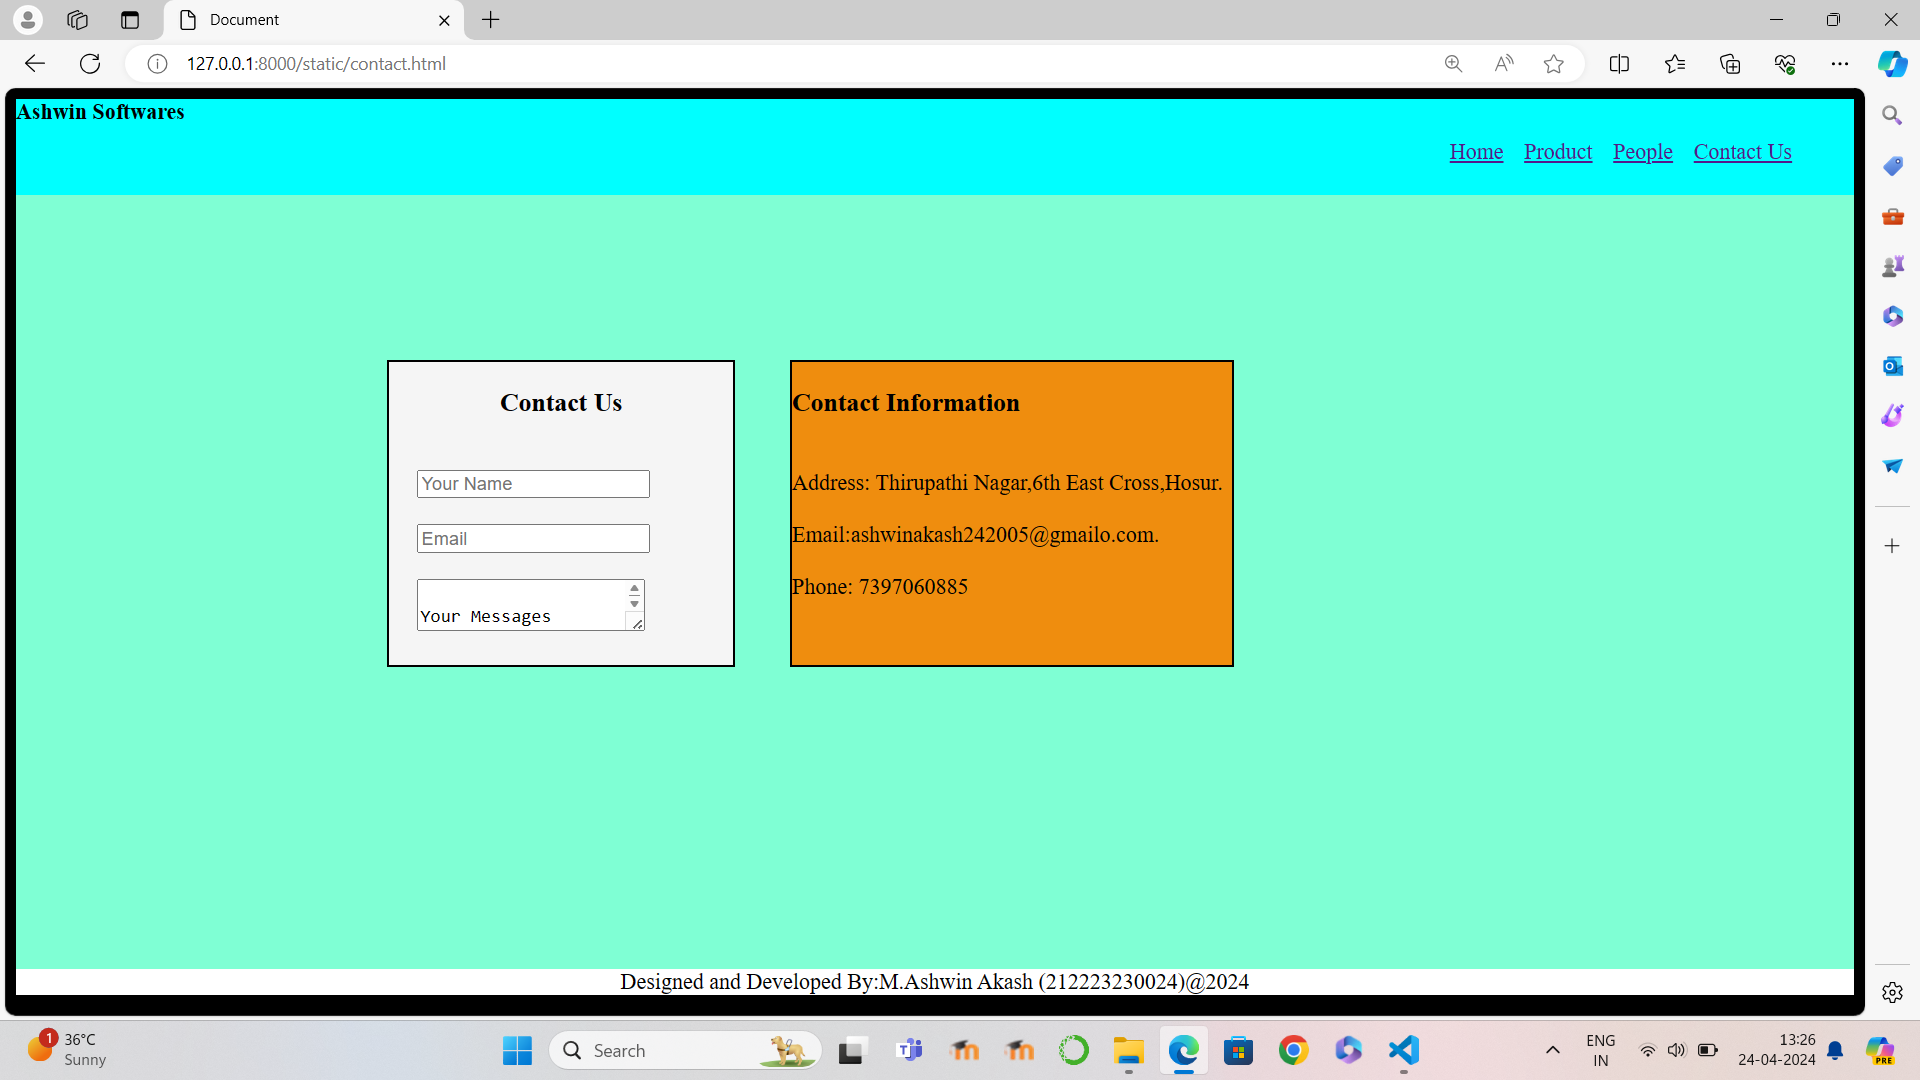 Document
127.0.0.1:8000/static/contact.html
Ashwin Softwares
Home Product People Contact Us
Contact Us
Your Name
Email
Your Messages
Contact Information
Address: Thirupathi Nagar,6th East Cross,Hosur.
Email:ashwinakash242005@gmailo.com.
Phone: 7397060885
Designed and Developed By:M.Ashwin Akash (212223230024)@2024
1
36°C
Sunny
Search
ENG
IN
13:26
24-04-2024
PRE